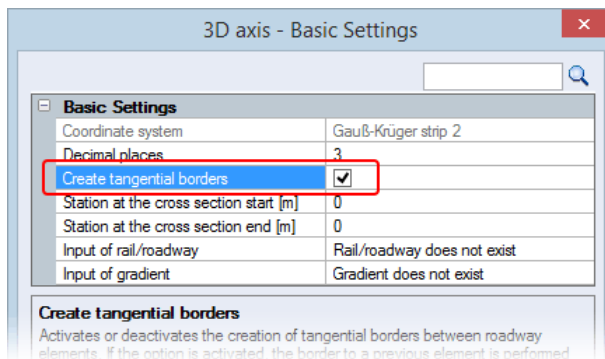 3D axis - Basic Settings
Basic Settings
Coordinate system Gauß-Krüger strip 2
Decimal places 3
Create tangential borders
Station at the cross section start [m] 0
Station at the cross section end [m] 0
Input of rail/roadway Rail/roadway does not exist
Input of gradient Gradient does not exist
Create tangential borders
Activates or deactivates the creation of tangential borders between roadway
elements. If the option is activated, the border to a previous element is performed